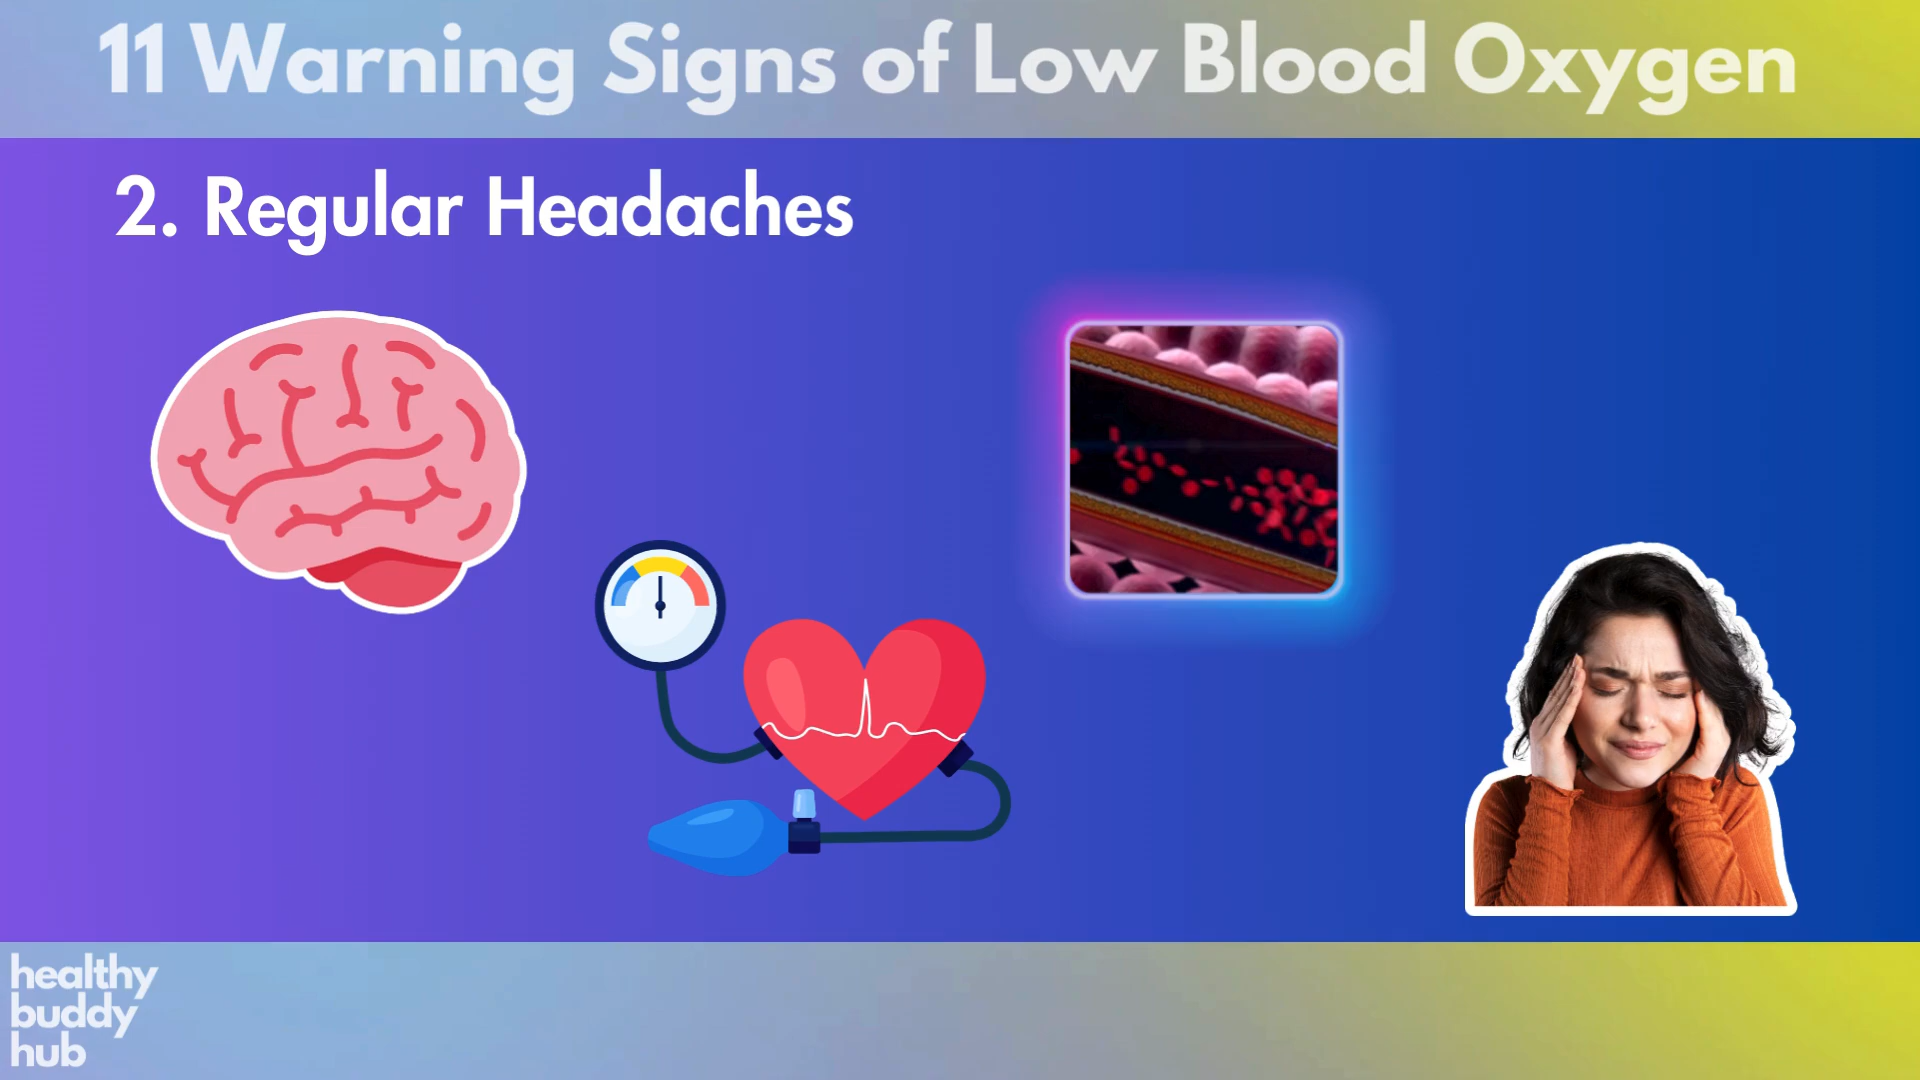 11 Warning Signs of Low Blood Oxygen
2. Regular Headaches
healthy
buddy
hub